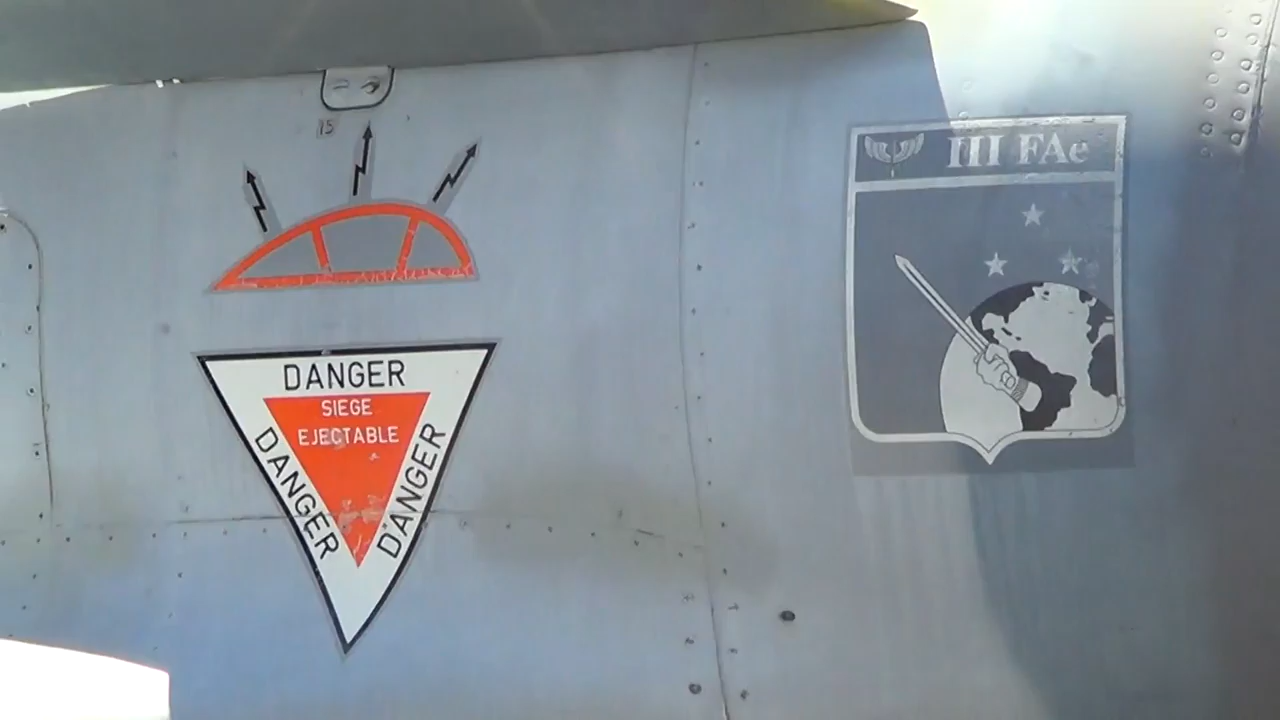 15
III FAe
DANGER
SIEGE
EJECTABLE
DANGER
DANGER